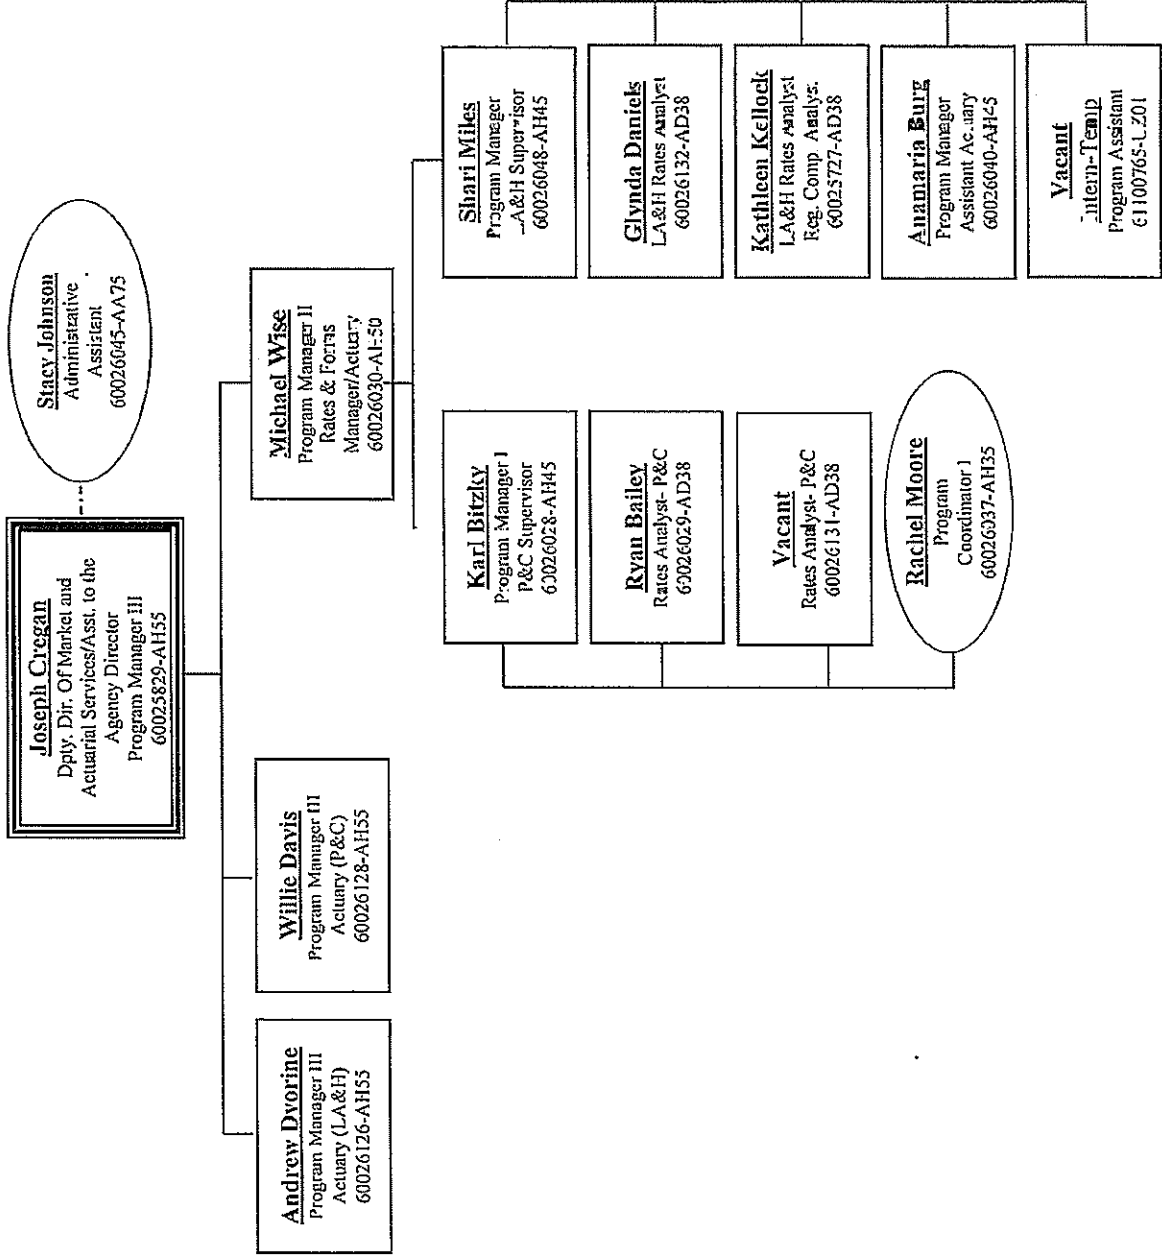 Joseph Cregan
Dpty. Dir. Of Market and
Actuarial Services/Asst. to the
Agency Director
Program Manager III
60025829-AH55
Stacy Johnson
Administrative
Assistant
60026045-AA75
Andrew Dvorine
Program Manager III
Actuary (LA&H)
60026126-AH55
Willie Davis
Program Manager III
Actuary (P&C)
60026128-AH55
Michael Wise
Program Manager II
Rates & Forms
Manager/Actuary
60026030-AH50
Karl Bitzky
Program Manager I
P&C Supervisor
60026028-AH45
Ryan Bailey
Rates Analyst- P&C
60026029-AD38
Vacant
Rates Analyst- P&C
60026131-AD38
Rachel Moore
Program
Coordinator I
60026037-AH35
Shari Miles
Program Manager
LA&H Supervisor
60026048-AH45
Glynda Daniels
LA&H Rates Analyst
60026132-AD38
Kathleen Kellock
LA&H Rates Analyst
Reg. Comp. Analyst
60025727-AD38
Anamaria Burg
Program Manager
Assistant Actuary
60026040-AH45
Vacant
Intern-Temp
Program Assistant